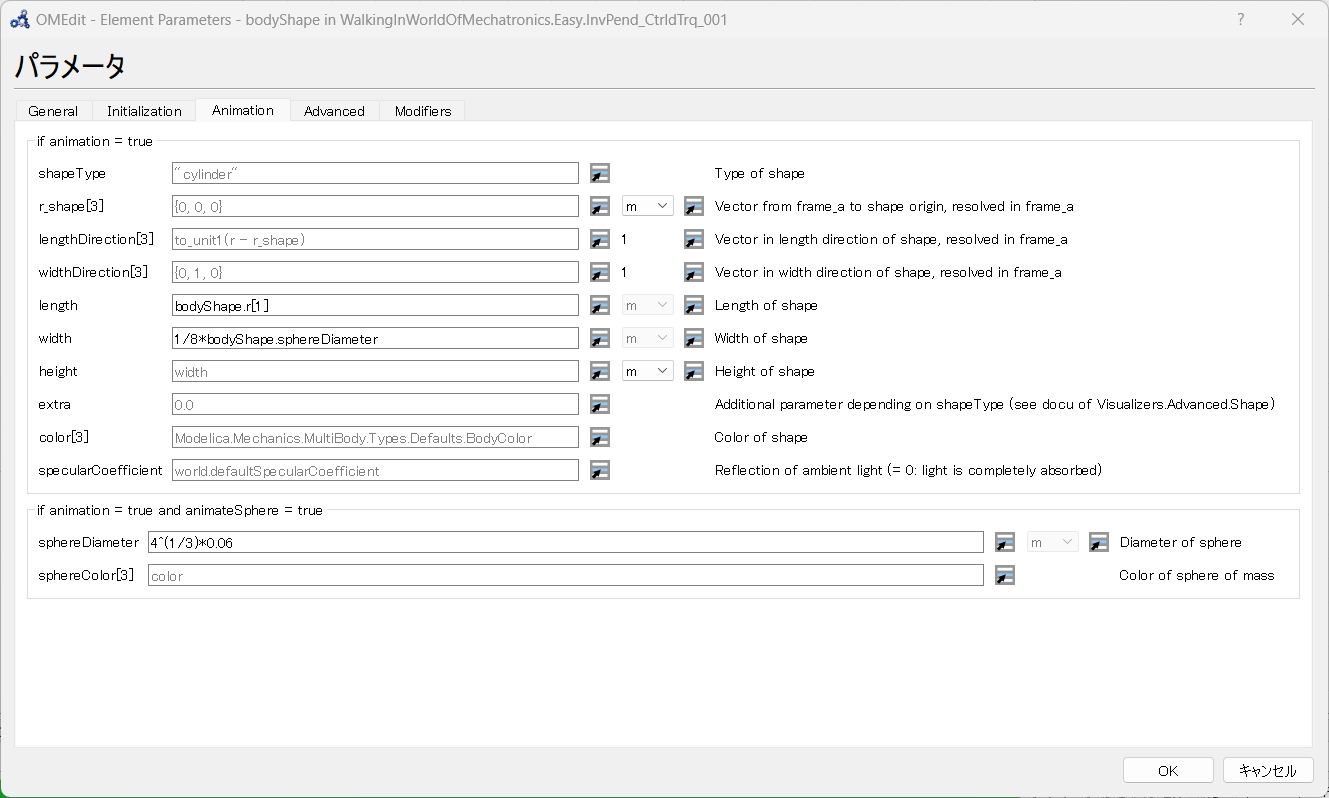 OMEdit - Element Parameters - bodyShape in WalkingInWorldOfMechatronics.Easy.InvPend_CtrldTrq_001 ?
パラメータ
General Initialization Animation Advanced Modifiers
if animation = true
shapeType "cylinder" Type of shape
r_shape[3] {0, 0, 0} m Vector from frame_a to shape origin, resolved in frame_a
lengthDirection[3] to_unit1(r - r_shape) 1 Vector in length direction of shape, resolved in frame_a
widthDirection[3] {0, 1, 0} 1 Vector in width direction of shape, resolved in frame_a
length bodyShape.r[1] m Length of shape
width 1/8*bodyShape.sphereDiameter m Width of shape
height width m Height of shape
extra 0.0 Additional parameter depending on shapeType (see docu of Visualizers.Advanced.Shape)
color[3] Modelica.Mechanics.MultiBody.Types.Defaults.BodyColor Color of shape
specularCoefficient world.defaultSpecularCoefficient Reflection of ambient light (= 0: light is completely absorbed)
if animation = true and animateSphere = true
sphereDiameter 4^(1/3)*0.06 m Diameter of sphere
sphereColor[3] color Color of sphere of mass
OK キャンセル